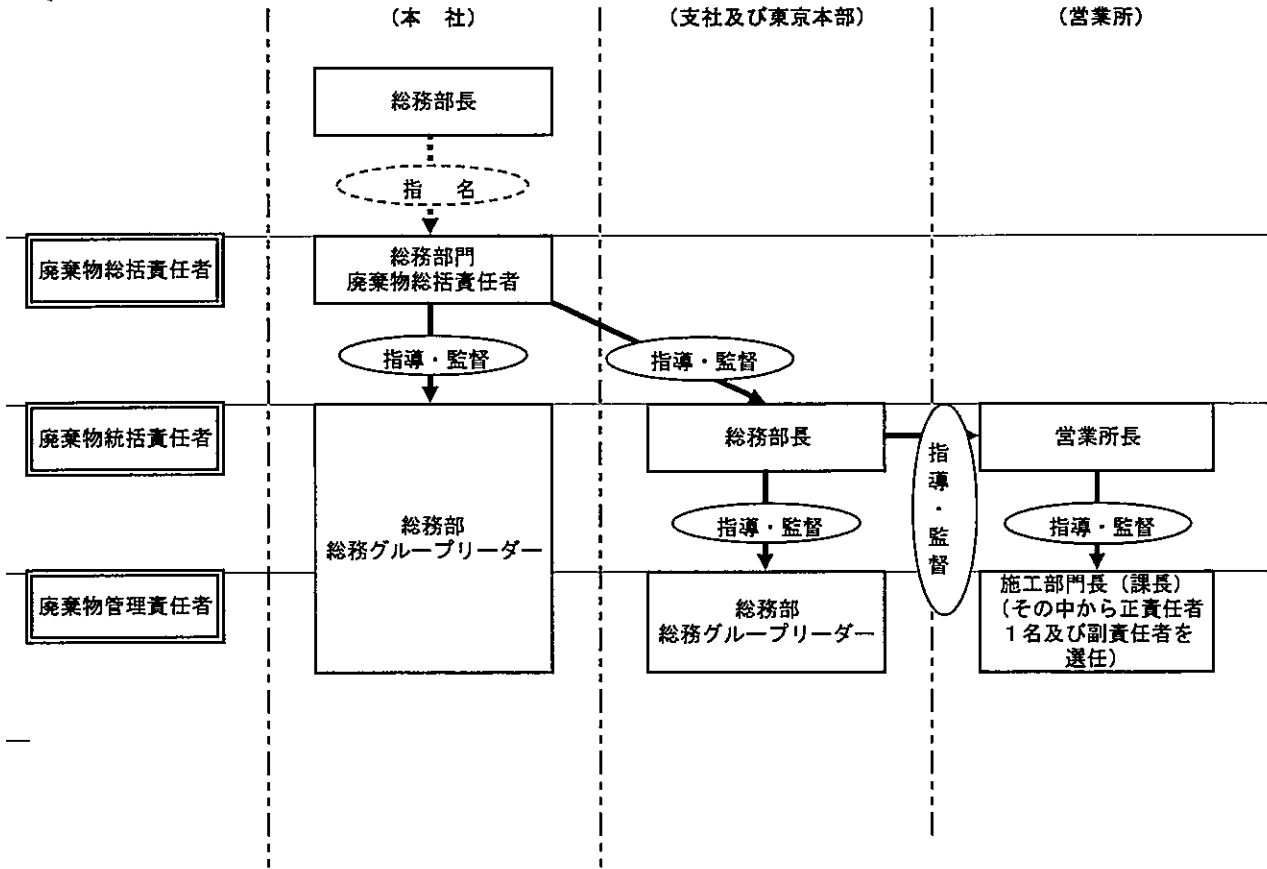 （本　社）
（支社及び東京本部）
（営業所）
総務部長
指　名
廃棄物総括責任者
総務部門
廃棄物総括責任者
指導・監督
指導・監督
廃棄物統括責任者
総務部
総務グループリーダー
総務部長
指導・監督
営業所長
指導・監督
指導・監督
廃棄物管理責任者
総務部
総務グループリーダー
施工部門長（課長）
（その中から正責任者
１名及び副責任者を
選任）